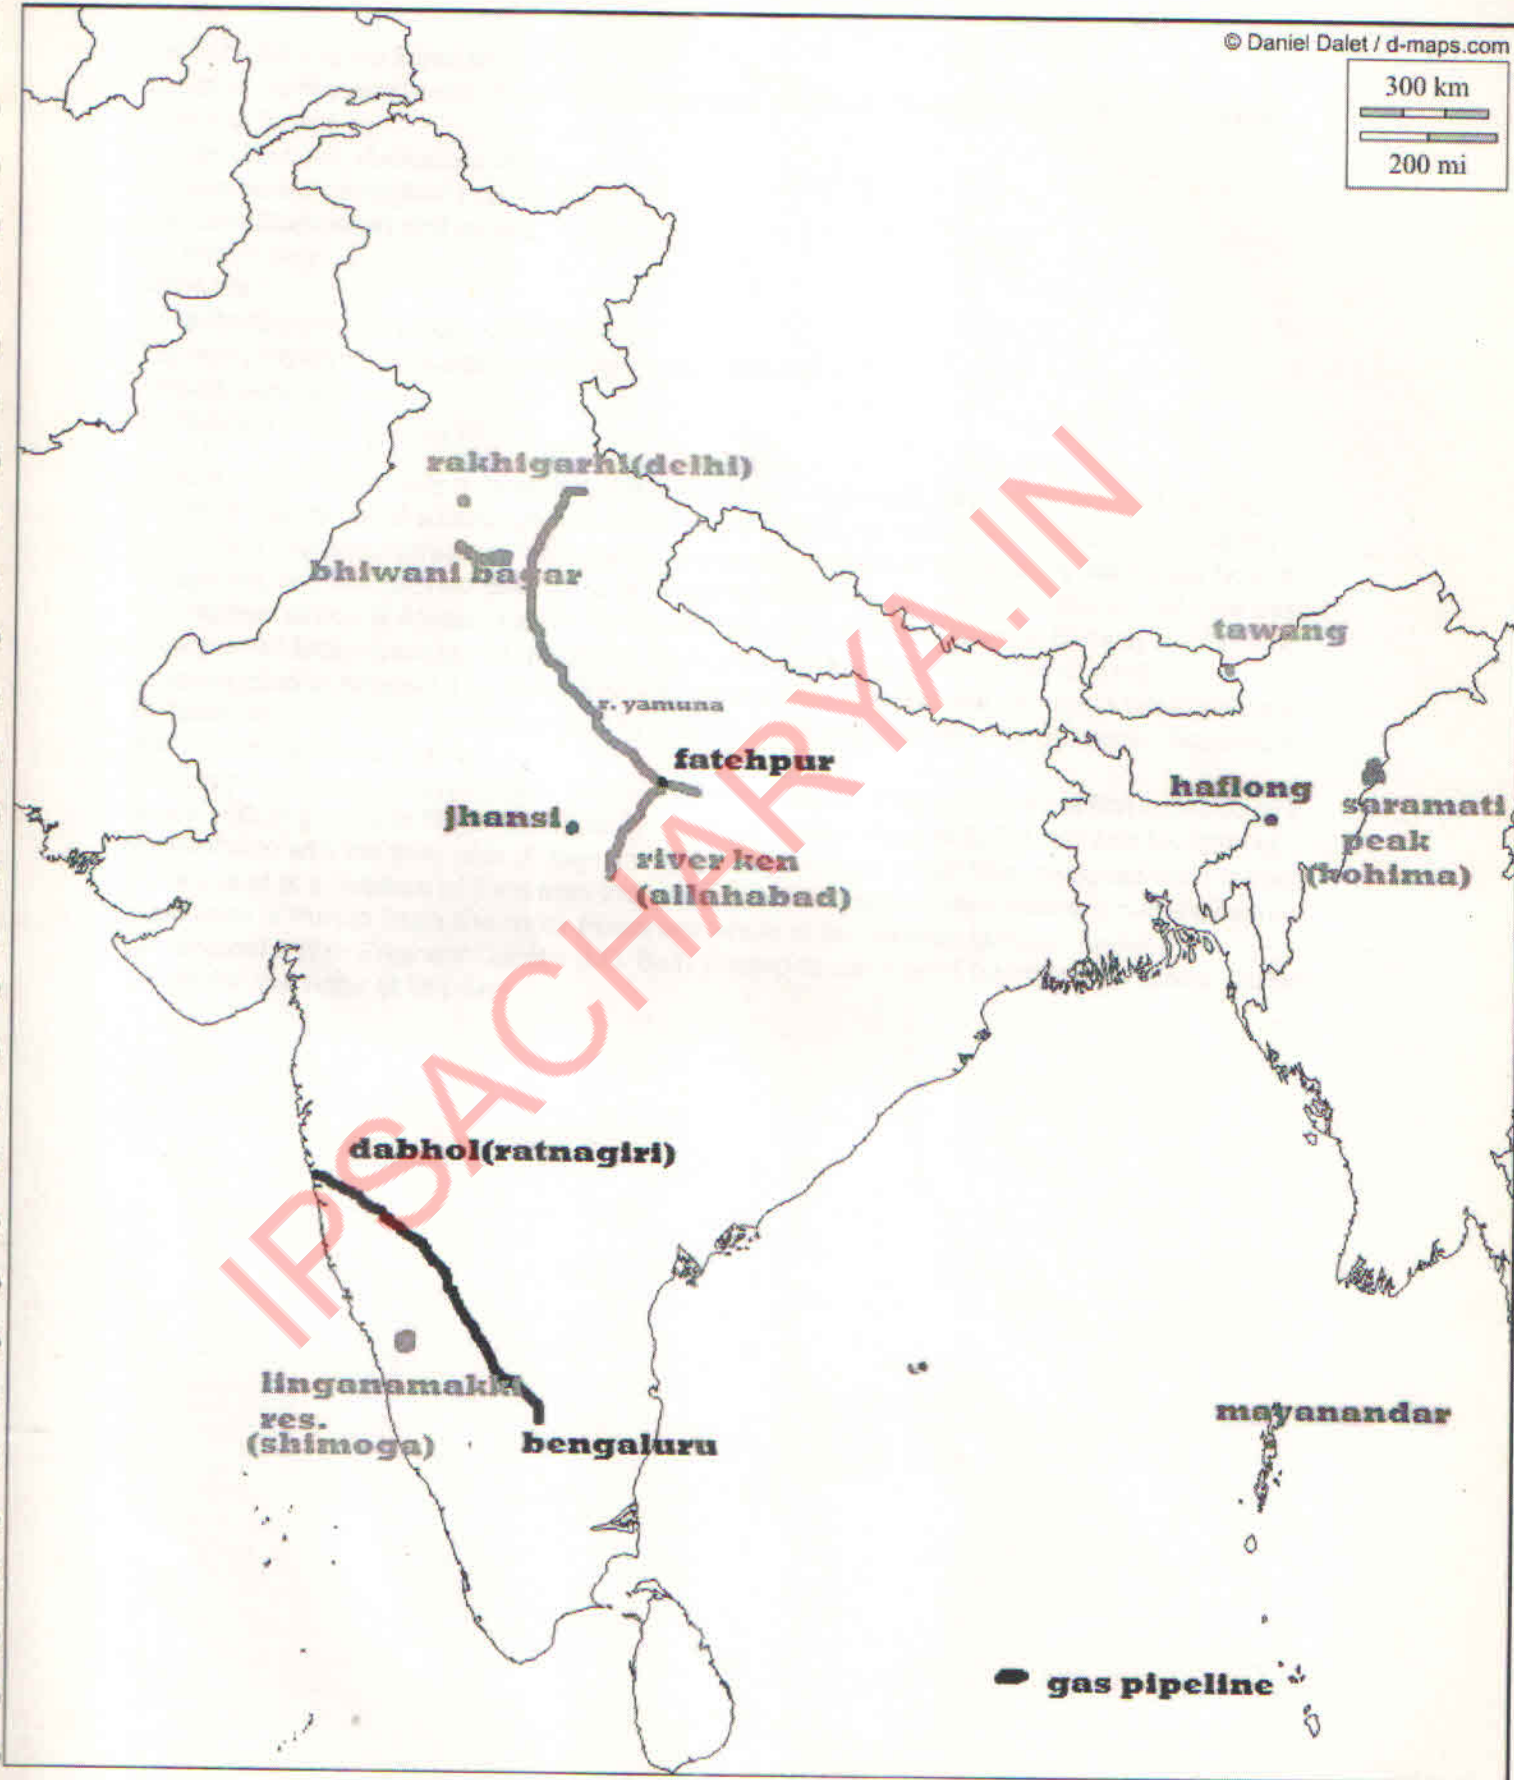 © Daniel Dalet / d-maps.com
300 km
200 mi
rakhigarhi(delhi)
bhiwani bagar
tawang
r. yamuna
fatehpur
haflong
jhansi
saramati
peak
(kohima)
river ken
(allahabad)
dabhol(ratnagiri)
linganamakki
res.
(shimoga)
bengaluru
mayanandar
gas pipeline
IPSACHARYA.IN